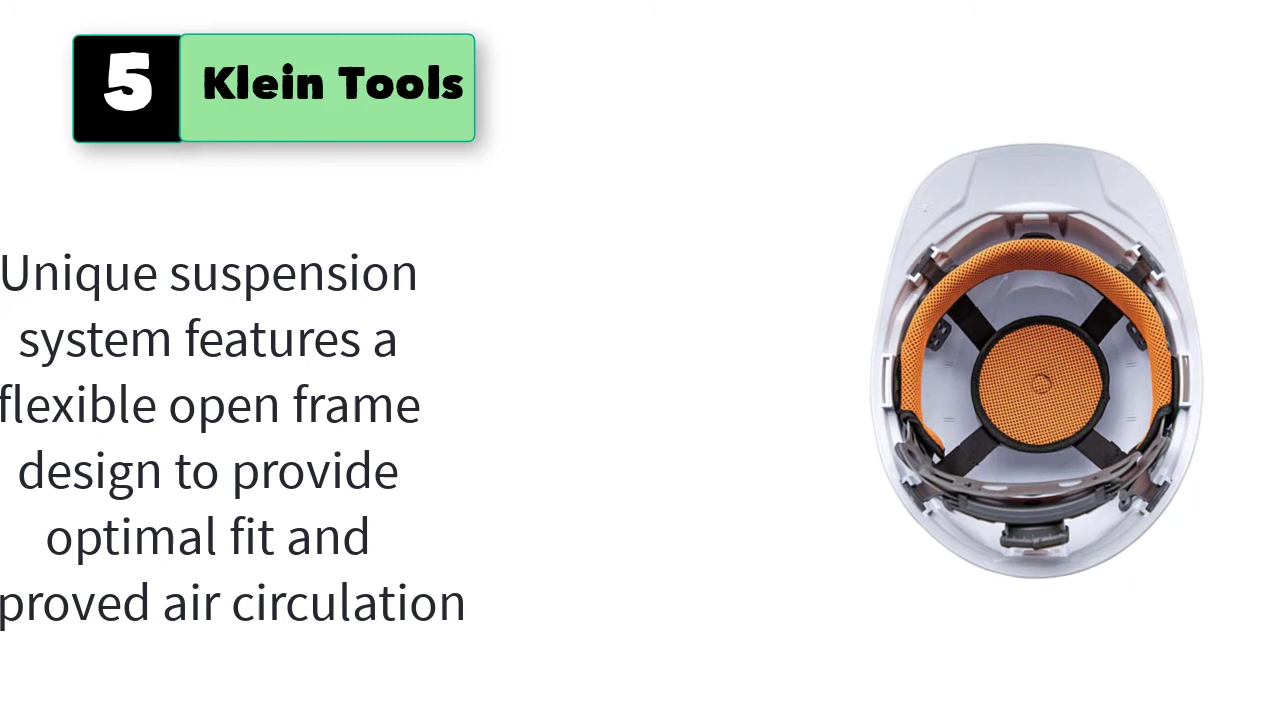 5 Klein Tools
Unique suspension
system features a
flexible open frame
design to provide
optimal fit and
proved air circulation